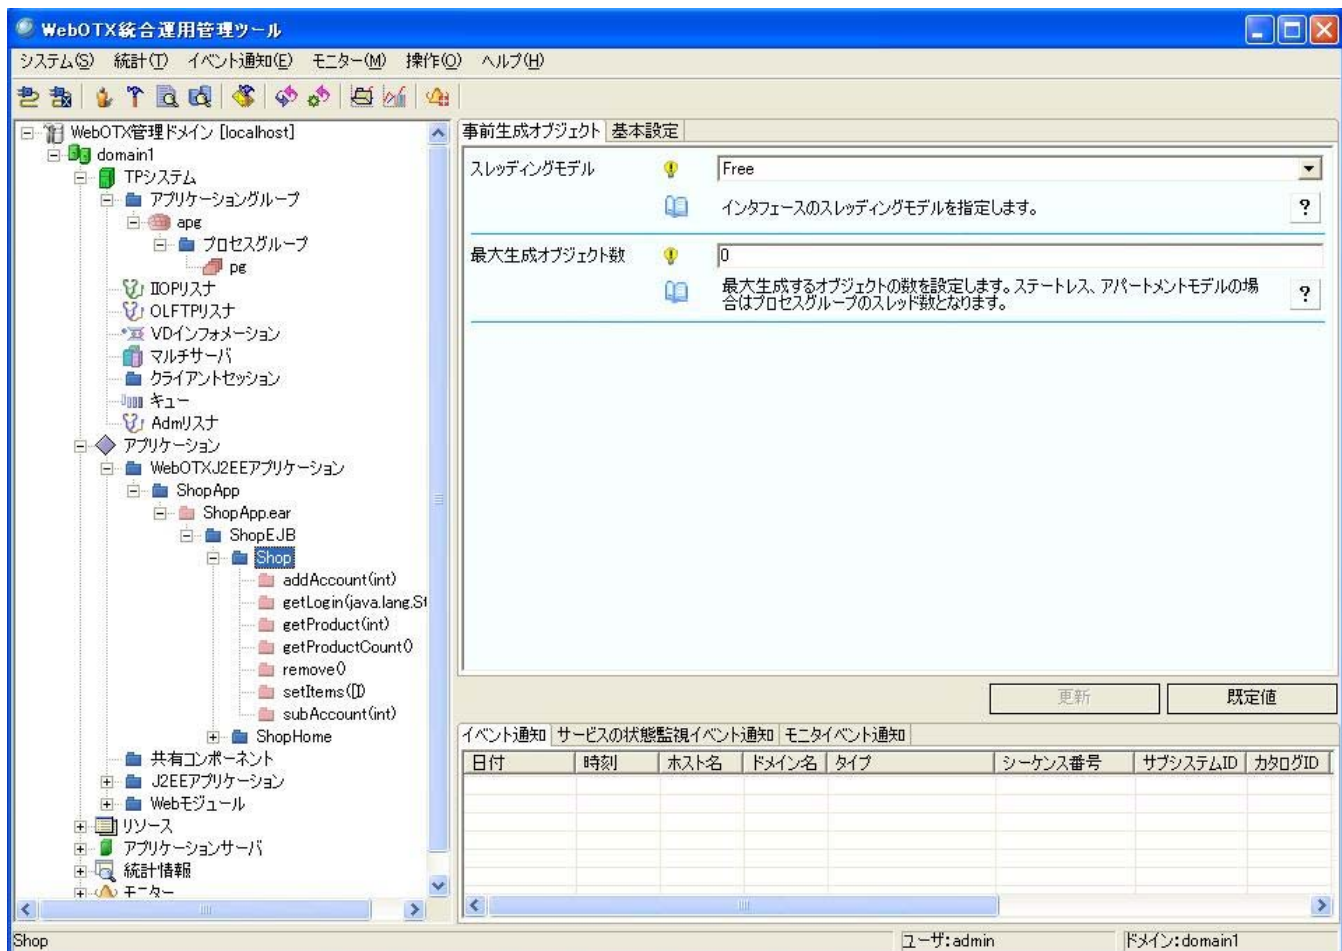 WebOTX統合運用管理ツール
システム(S) 統計(T) イベント通知(E) モニター(M) 操作(O) ヘルプ(H)
WebOTX管理ドメイン [localhost]
domain1
TPシステム
アプリケーショングループ
apg
プロセスグループ
pg
IIOPリスナ
OLFTPリスナ
VDインフォメーション
マルチサーバ
クライアントセッション
キュー
Admリスナ
アプリケーション
WebOTXJ2EEアプリケーション
ShopApp
ShopApp.ear
ShopEJB
Shop
addAccount(int)
getLogin(java.lang.St
getProduct(int)
getProductCount()
remove()
setItems([])
subAccount(int)
ShopHome
共有コンポーネント
J2EEアプリケーション
Webモジュール
リソース
アプリケーションサーバ
統計情報
モニター
事前生成オブジェクト 基本設定
スレッディングモデル Free
インタフェースのスレッディングモデルを指定します。 ?
最大生成オブジェクト数 0
最大生成するオブジェクトの数を設定します。ステートレス、アパートメントモデルの場
合はプロセスグループのスレッド数となります。 ?
更新 既定値
イベント通知 サービスの状態監視イベント通知 モニタイベント通知
日付 時刻 ホスト名 ドメイン名 タイプ シーケンス番号 サブシステムID カタログID
Shop ユーザ:admin ドメイン:domain1